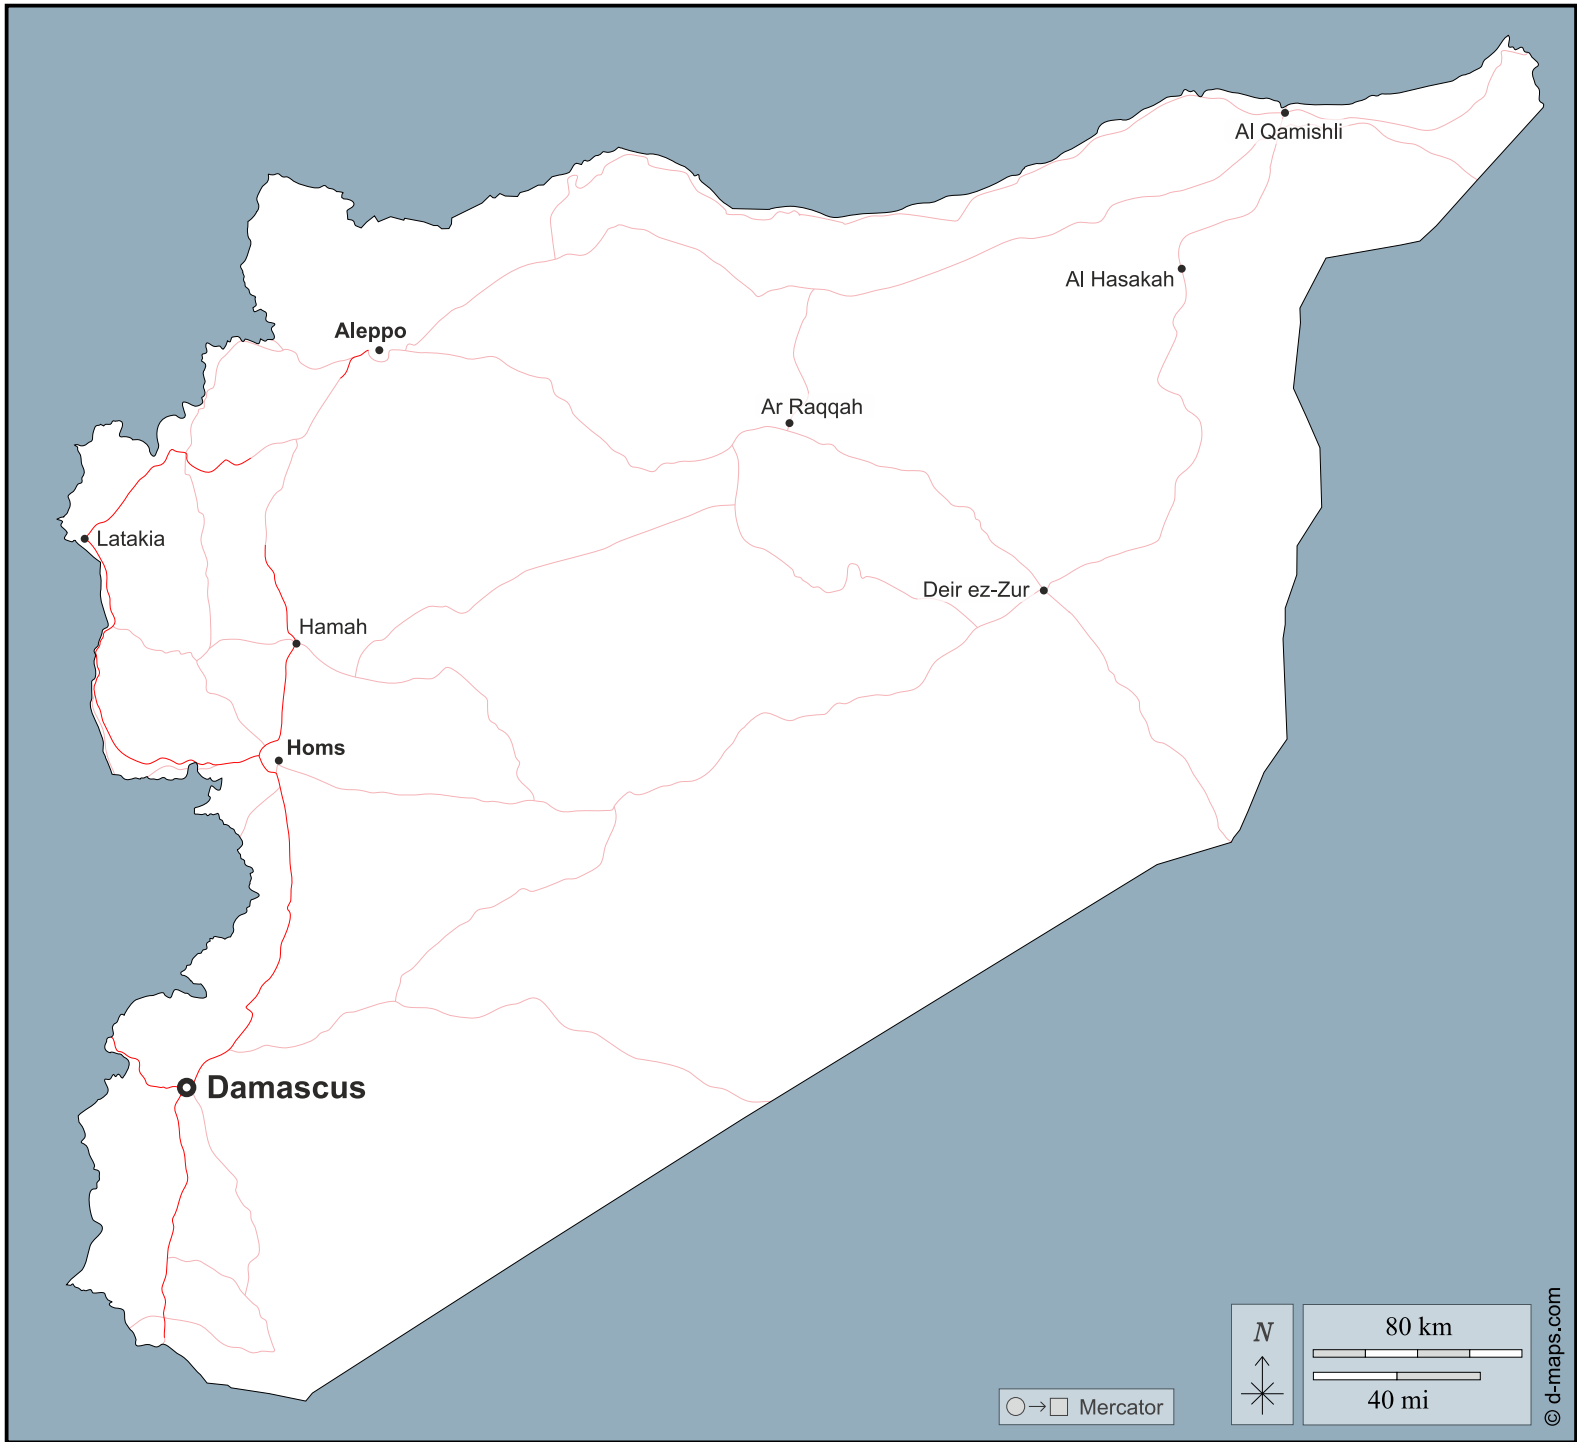 Al Qamishli
Al Hasakah
Aleppo
Ar Raqqah
Latakia
Deir ez-Zur
Hamah
Homs
Damascus
N
80 km
40 mi
Mercator
© d-maps.com